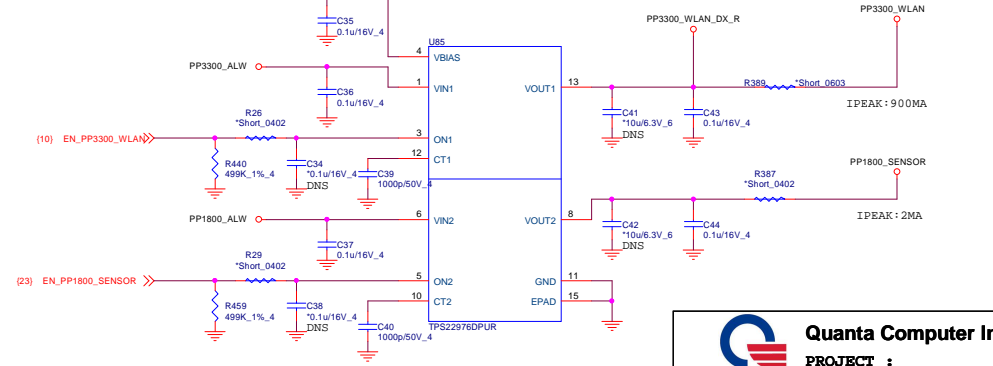 PP3300_WLAN
PP3300_WLAN_DX_R
C35
0.1u/16V_4
U85
4
VBIAS
PP3300_ALW
1
VIN1
VOUT1
13
R389
*Short_0603
C36
0.1u/16V_4
IPEAK:900MA
C41
*10u/6.3V_6
DNS
C43
0.1u/16V_4
R26
*Short_0402
{10} EN_PP3300_WLAN
3
ON1
12
CT1
R440
499K_1%_4
C34
*0.1u/16V_4
DNS
C39
1000p/50V_4
PP1800_SENSOR
R387
*Short_0402
PP1800_ALW
6
VIN2
VOUT2
8
IPEAK:2MA
C42
*10u/6.3V_6
DNS
C44
0.1u/16V_4
C37
0.1u/16V_4
R29
*Short_0402
{23} EN_PP1800_SENSOR
5
ON2
GND
11
10
CT2
EPAD
15
R459
499K_1%_4
C38
*0.1u/16V_4
DNS
C40
1000p/50V_4
TPS22976DPUR
Quanta Computer In
PROJECT :